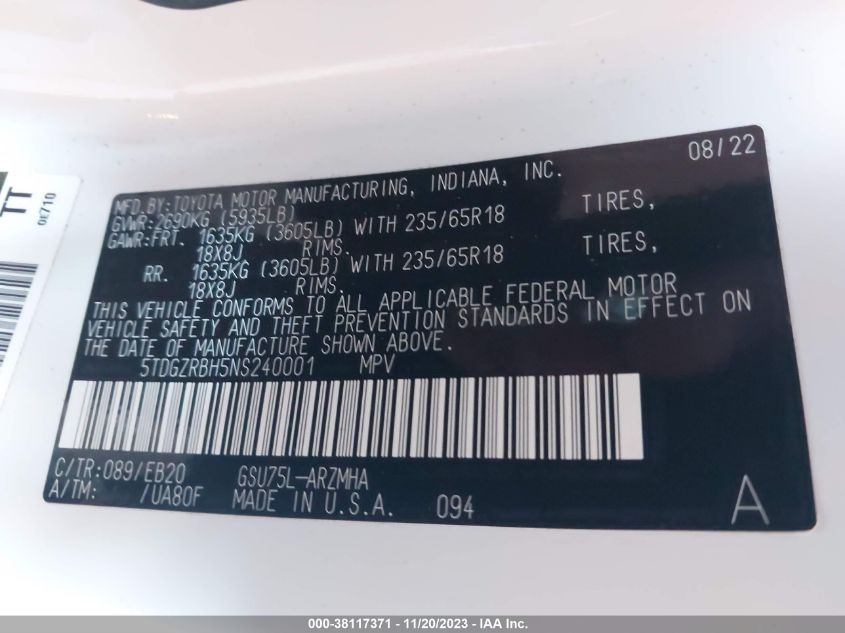 08/22
MFD.BY:TOYOTA MOTOR MANUFACTURING, INDIANA, INC.
GVWR:2690KG (5935LB)
GAWR:FRT. 1635KG (3605LB) WITH 235/65R18 TIRES,
18X8J RIMS.
RR. 1635KG (3605LB) WITH 235/65R18 TIRES,
18X8J RIMS.
THIS VEHICLE CONFORMS TO ALL APPLICABLE FEDERAL MOTOR
VEHICLE SAFETY AND THEFT PREVENTION STANDARDS IN EFFECT ON
THE DATE OF MANUFACTURE SHOWN ABOVE.
5TDGZRBH5NS240001 MPV
C/TR:089/EB20 GSU75L-ARZMHA
A/TM: /UA80F MADE IN U.S.A. 094 A
TT
000-38117371 - 11/20/2023 - IAA Inc.